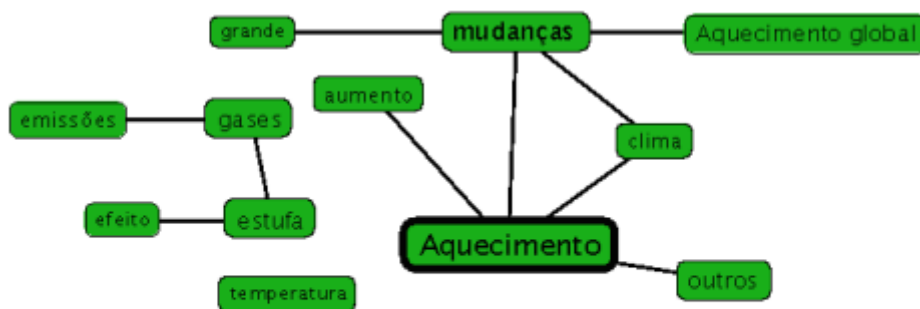 grande
mudanças
Aquecimento global
aumento
emissões
gases
clima
efeito
estufa
Aquecimento
outros
temperatura